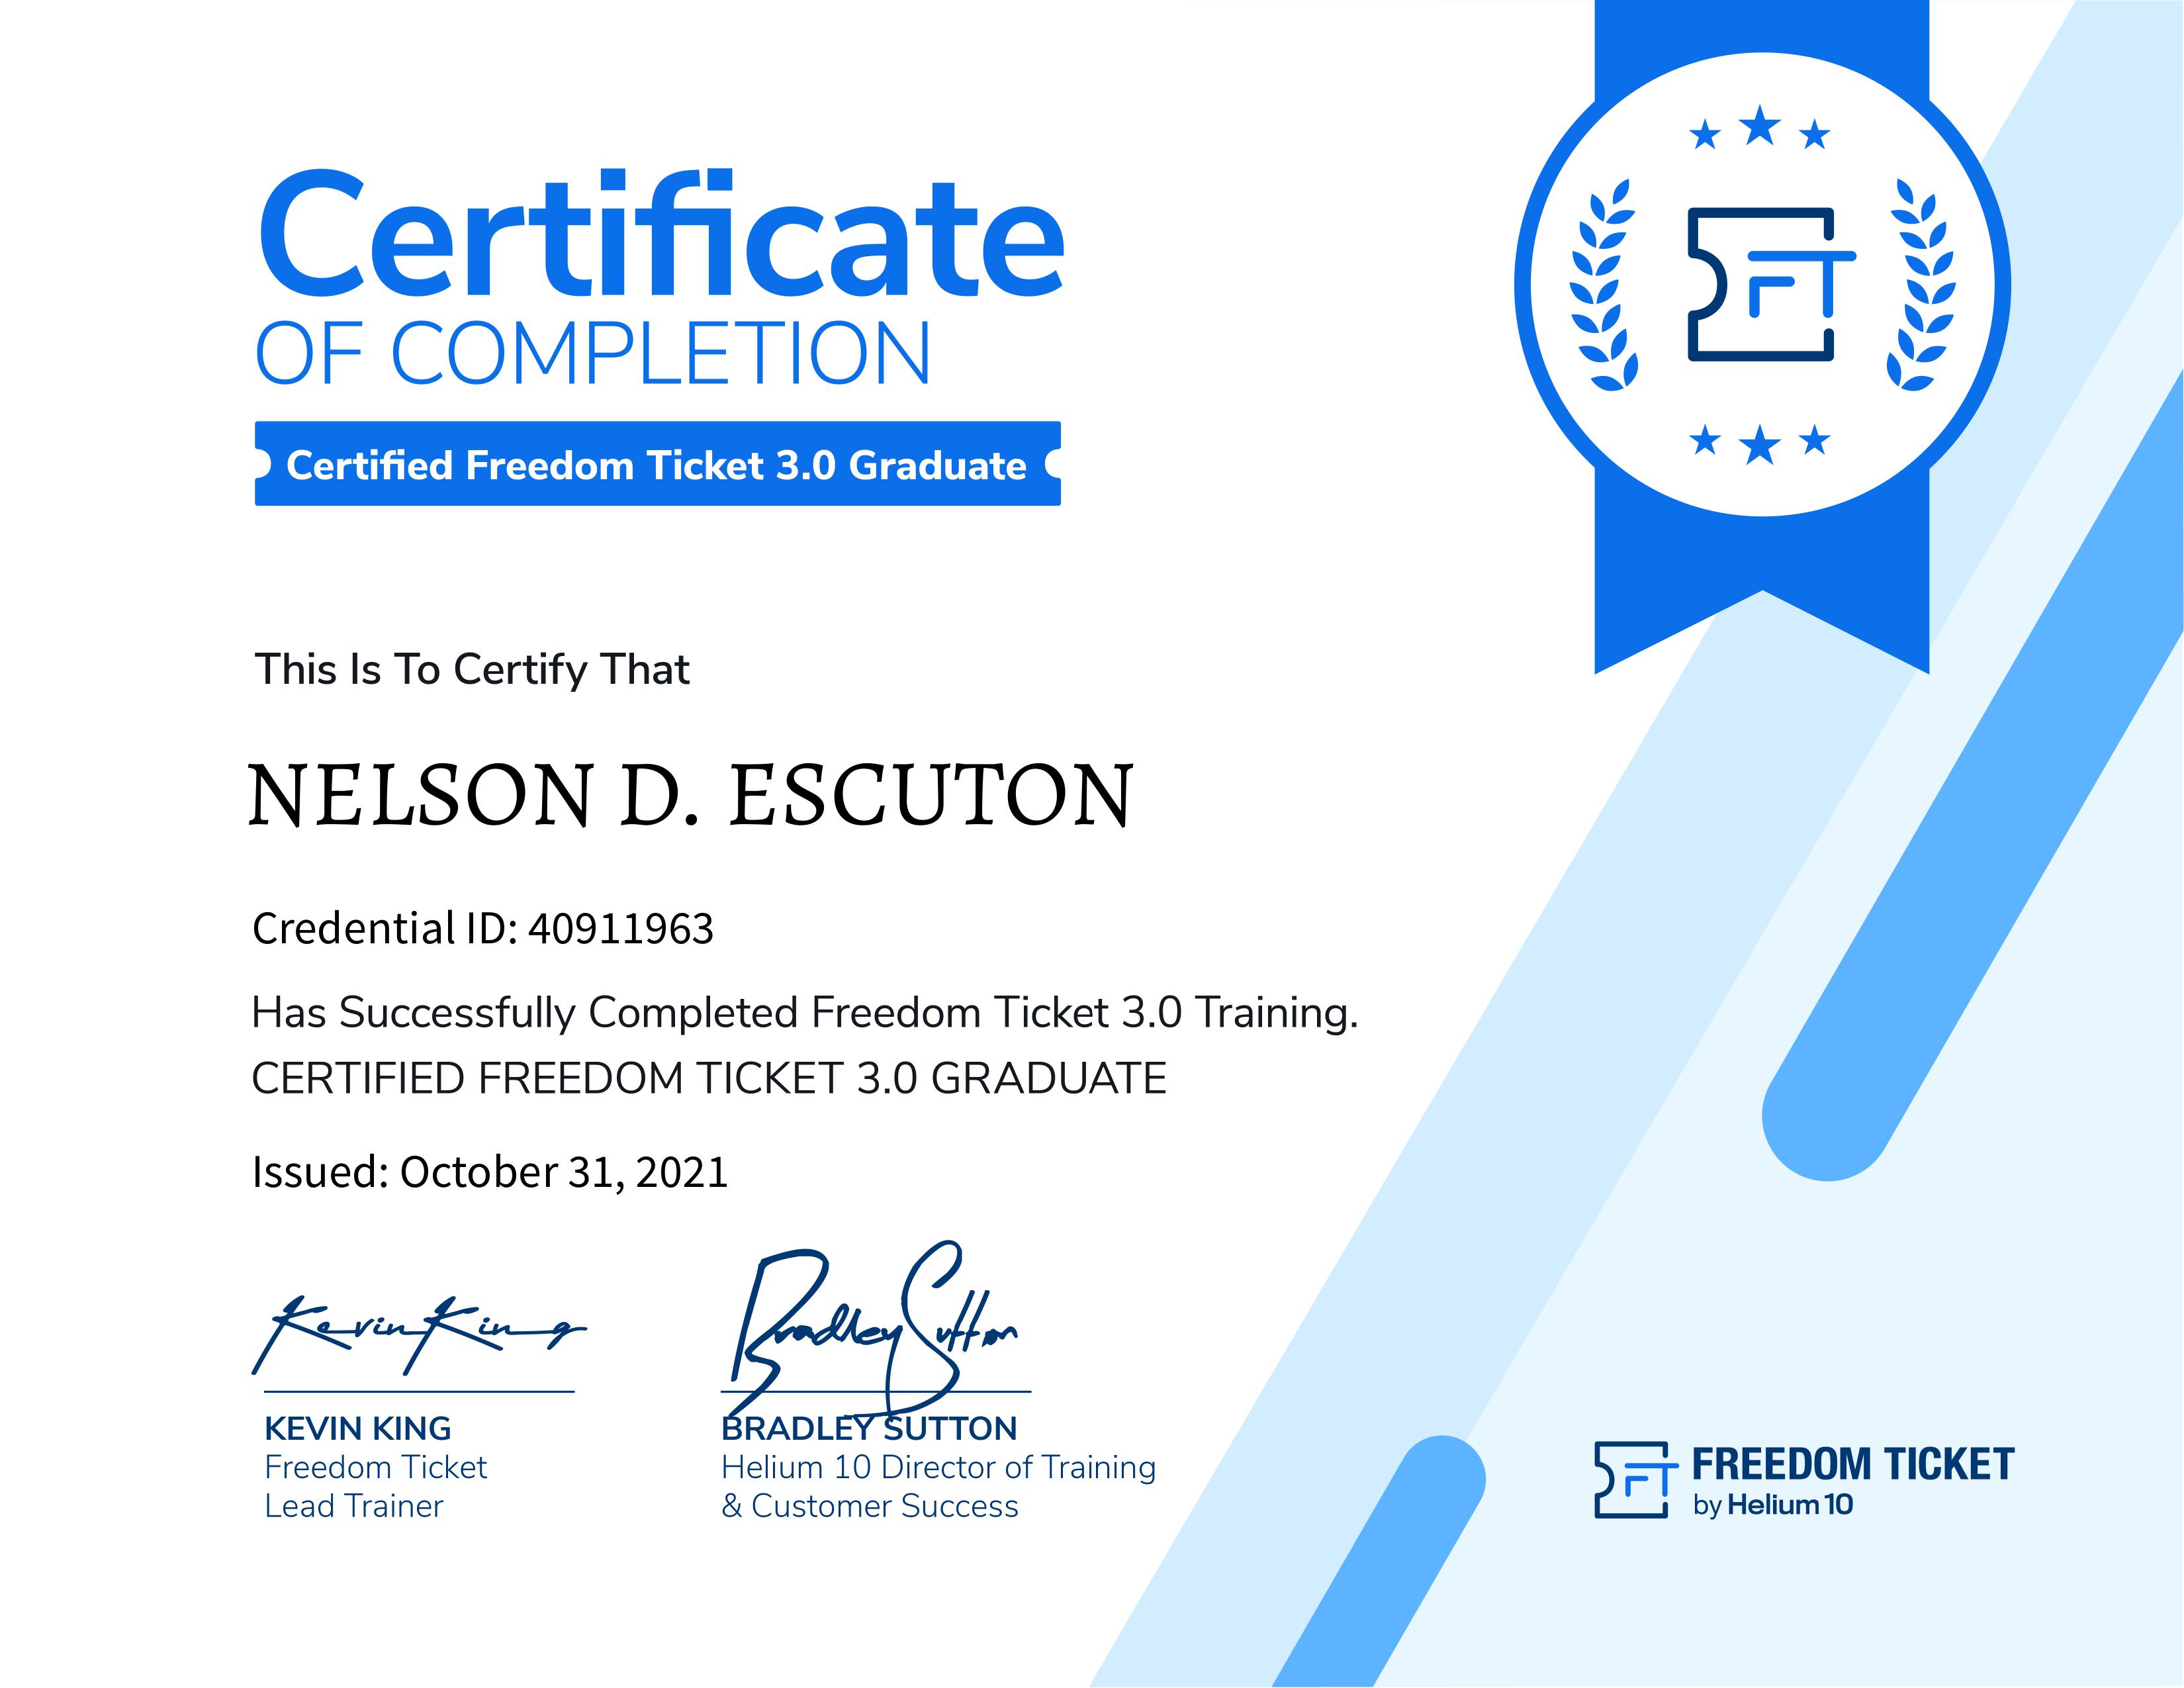 Certificate
OF COMPLETION
Certified Freedom Ticket 3.0 Graduate
FT
This Is To Certify That
NELSON D. ESCUTON
Credential ID: 40911963
Has Successfully Completed Freedom Ticket 3.0 Training.
CERTIFIED FREEDOM TICKET 3.0 GRADUATE
Issued: October 31, 2021
Kevin King
Bradley Sutton
KEVIN KING
Freedom Ticket
Lead Trainer
BRADLEY SUTTON
Helium 10 Director of Training
& Customer Success
FT
FREEDOM TICKET
by Helium 10